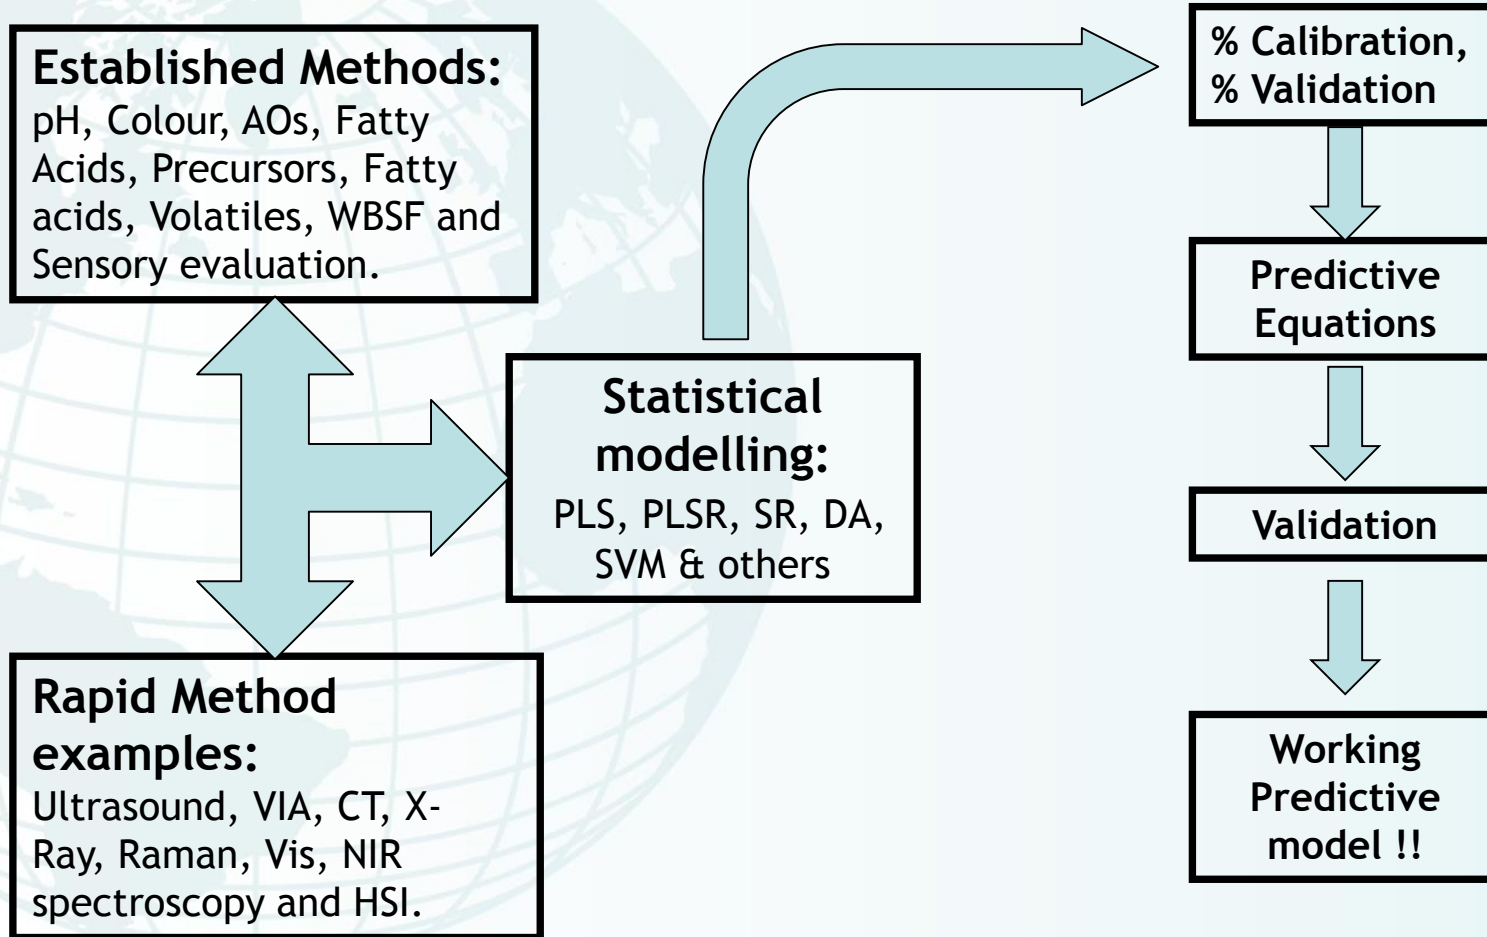 Established Methods:
pH, Colour, AOs, Fatty
Acids, Precursors, Fatty
acids, Volatiles, WBSF and
Sensory evaluation.
Rapid Method
examples:
Ultrasound, VIA, CT, X-
Ray, Raman, Vis, NIR
spectroscopy and HSI.
Statistical
modelling:
PLS, PLSR, SR, DA,
SVM & others
% Calibration,
% Validation
Predictive
Equations
Validation
Working
Predictive
model !!